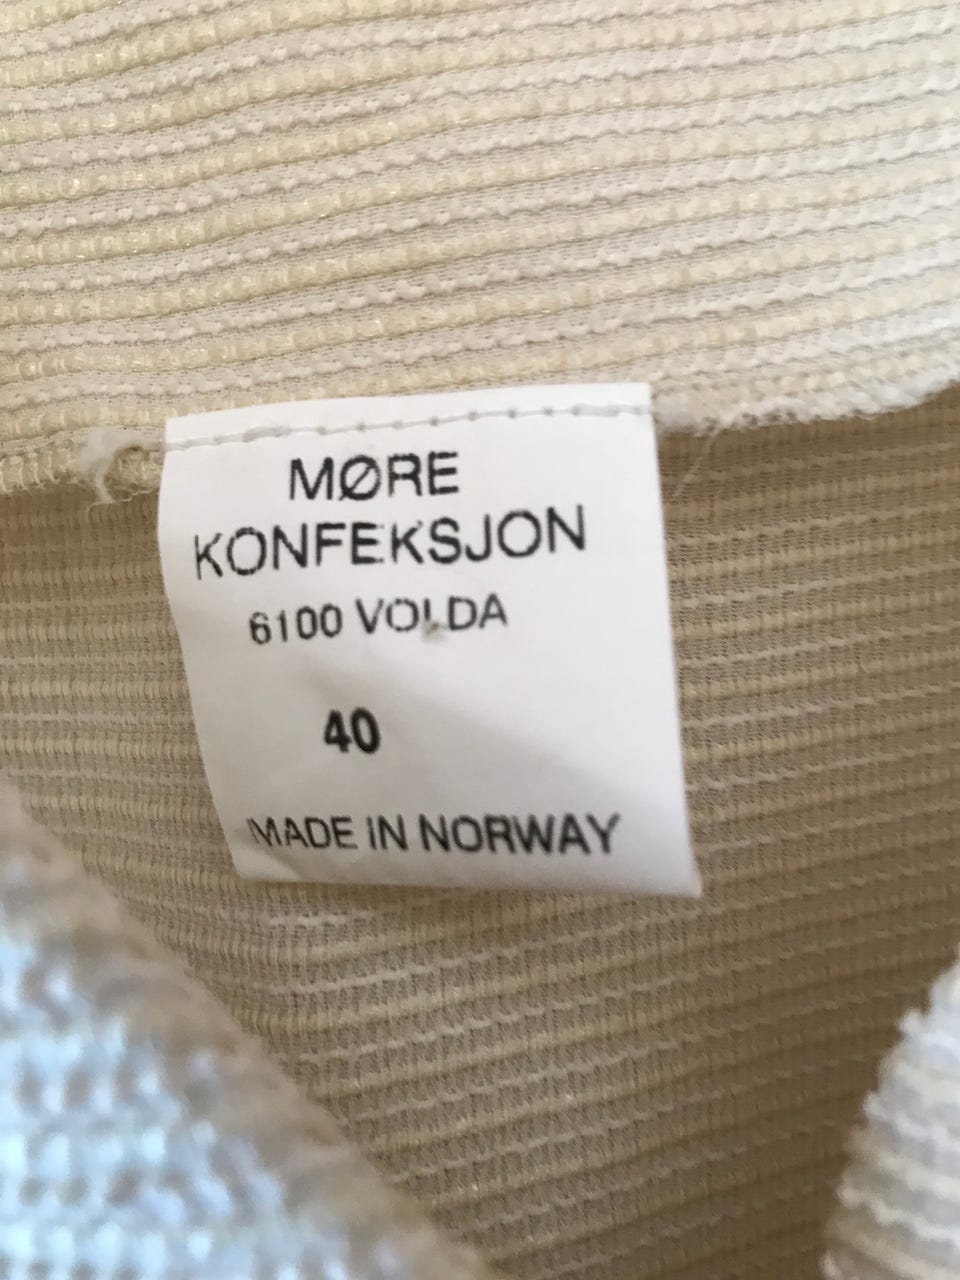 MØRE
KONFEKSJON
6100 VOLDA
40
MADE IN NORWAY